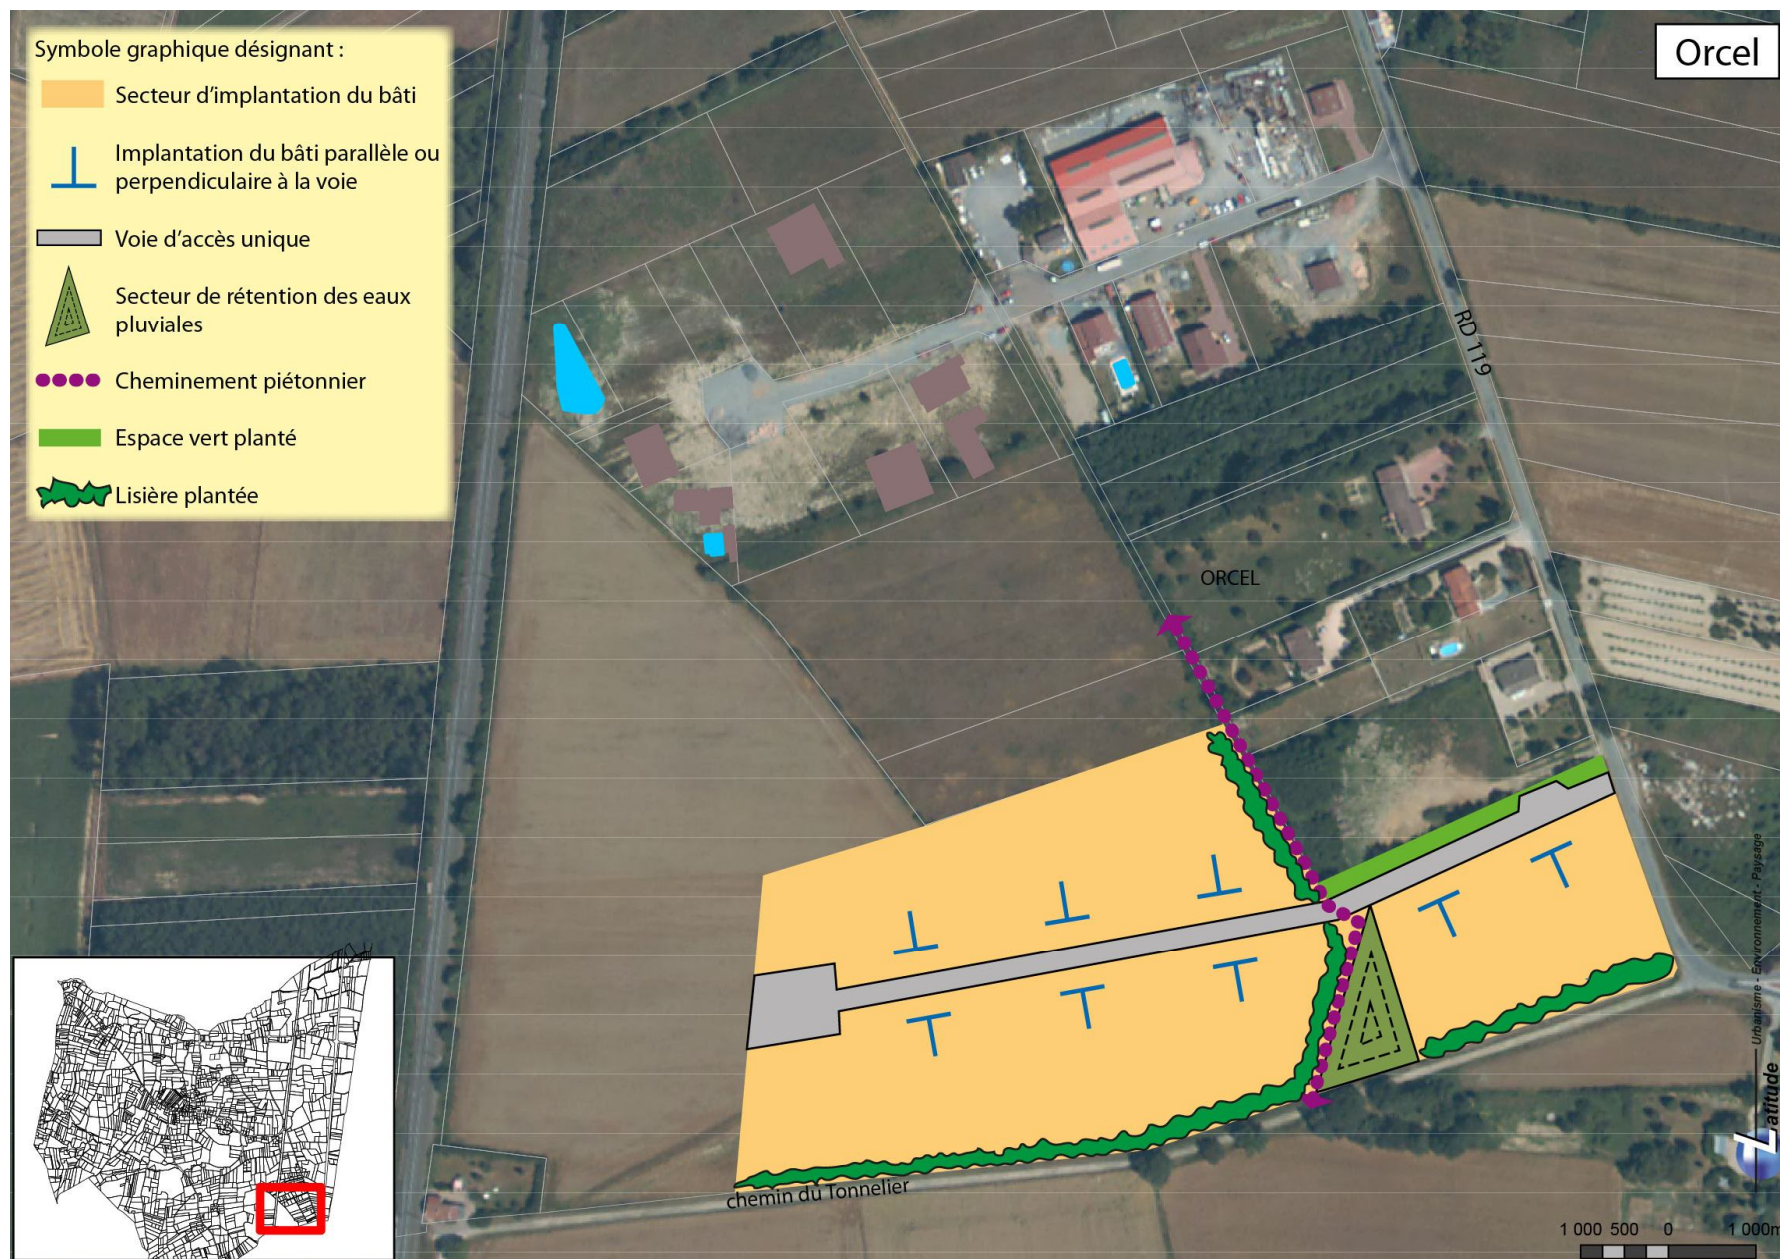 Orcel
Symbole graphique désignant :
Secteur d'implantation du bâti
Implantation du bâti parallèle ou
perpendiculaire à la voie
Voie d'accès unique
Secteur de rétention des eaux
pluviales
Cheminement piétonnier
Espace vert planté
Lisière plantée
RD 119
ORCEL
chemin du Tonnelier
Urbanisme - Environnement - Paysage
Latitude
1 000 500 0 1 000m